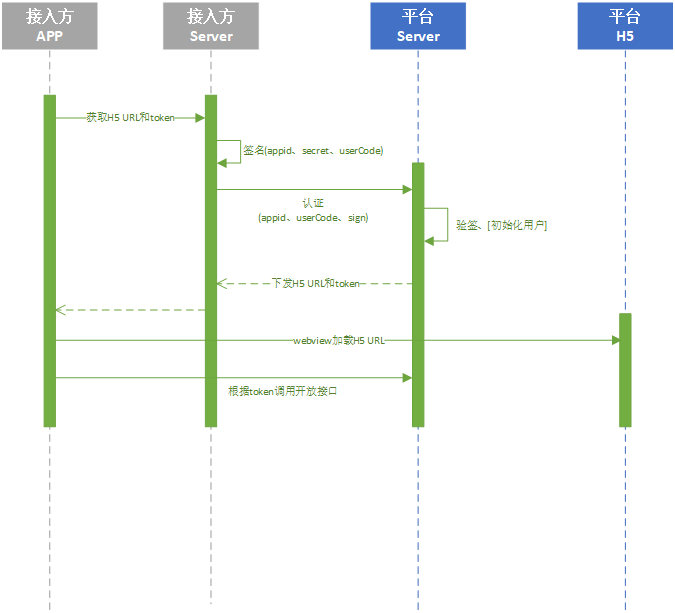 接入方
APP
接入方
Server
平台
Server
平台
H5
获取H5 URL和token
签名(appid、secret、userCode)
认证
(appid、userCode、sign)
验签、[初始化用户]
下发H5 URL和token
webview加载H5 URL
根据token调用开放接口